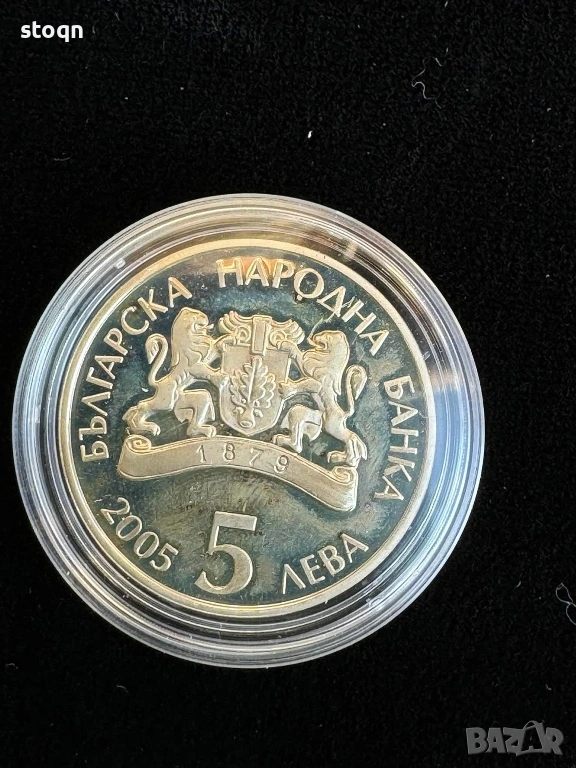 stoqn
БЪЛГАРСКА НАРОДНА БАНКА
1879
2005
5
ЛЕВА
BAZAR